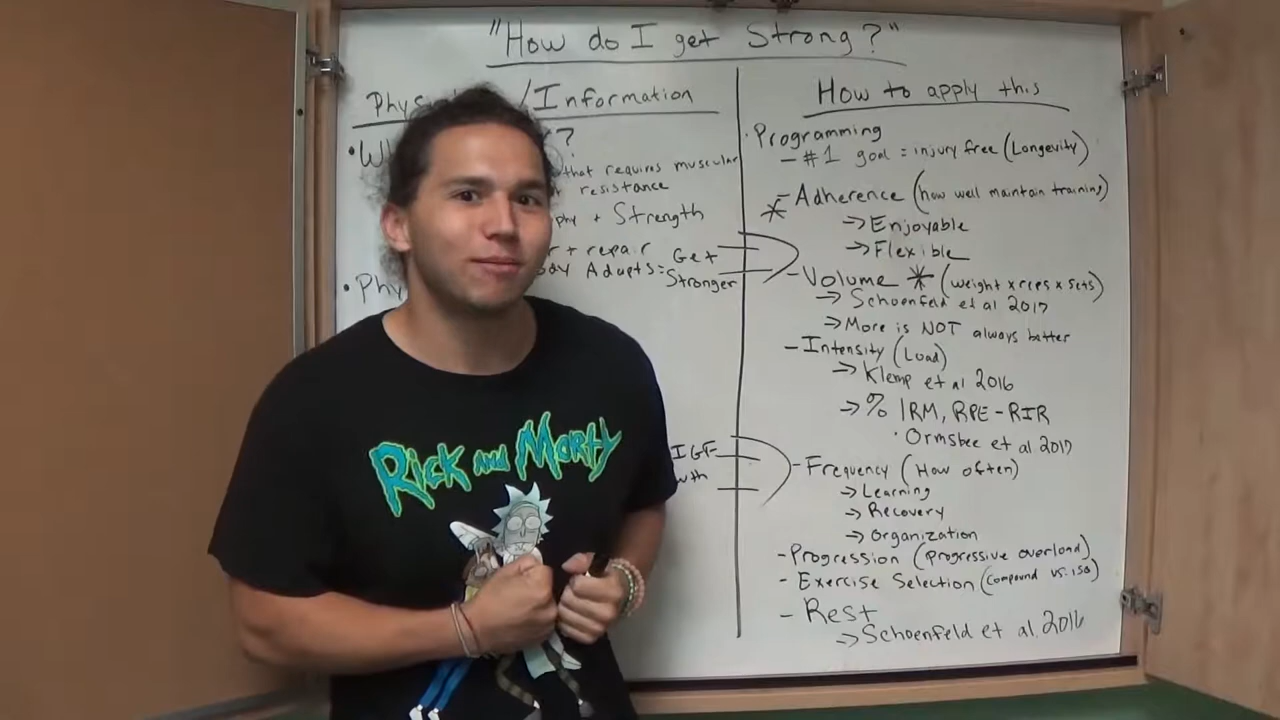 "How do I get Strong?"
/Information
?
that requires muscular
resistance
+ Strength
+ repair
Adapts = Get
Stronger
IGF
How to apply this
• Programming
- #1 goal = injury free (Longevity)
* - Adherence (how well maintain training)
→ Enjoyable
→ Flexible
- Volume * (weight x reps x sets)
→ Schoenfeld et al 2017
→ More is NOT always better
- Intensity (Load)
→ Klemp et al 2016
→ % 1RM, RPE-RIR
• Ormsbee et al 2017
- Frequency (How often)
→ Learning
→ Recovery
→ Organization
- Progression (progressive overload)
- Exercise Selection (compound vs. iso)
- Rest
→ Schoenfeld et al. 2016
Rick and Morty